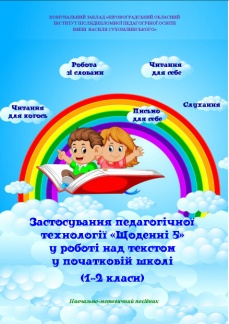 КОМУНАЛЬНИЙ ЗАКЛАД «КІРОВОГРАДСЬКИЙ ОБЛАСНИЙ
ІНСТИТУТ ПІСЛЯДИПЛОМНОЇ ПЕДАГОГІЧНОЇ ОСВІТИ
ІМЕНІ ВАСИЛЯ СУХОМЛИНСЬКОГО»
Робота
зі словами
Читання
для себе
Читання
для когось
Письмо
для себе
Слухання
Застосування педагогічної
технології «Щоденні 5»
у роботі над текстом
у початковій школі
(1-2 класи)
Навчально-методичний посібник